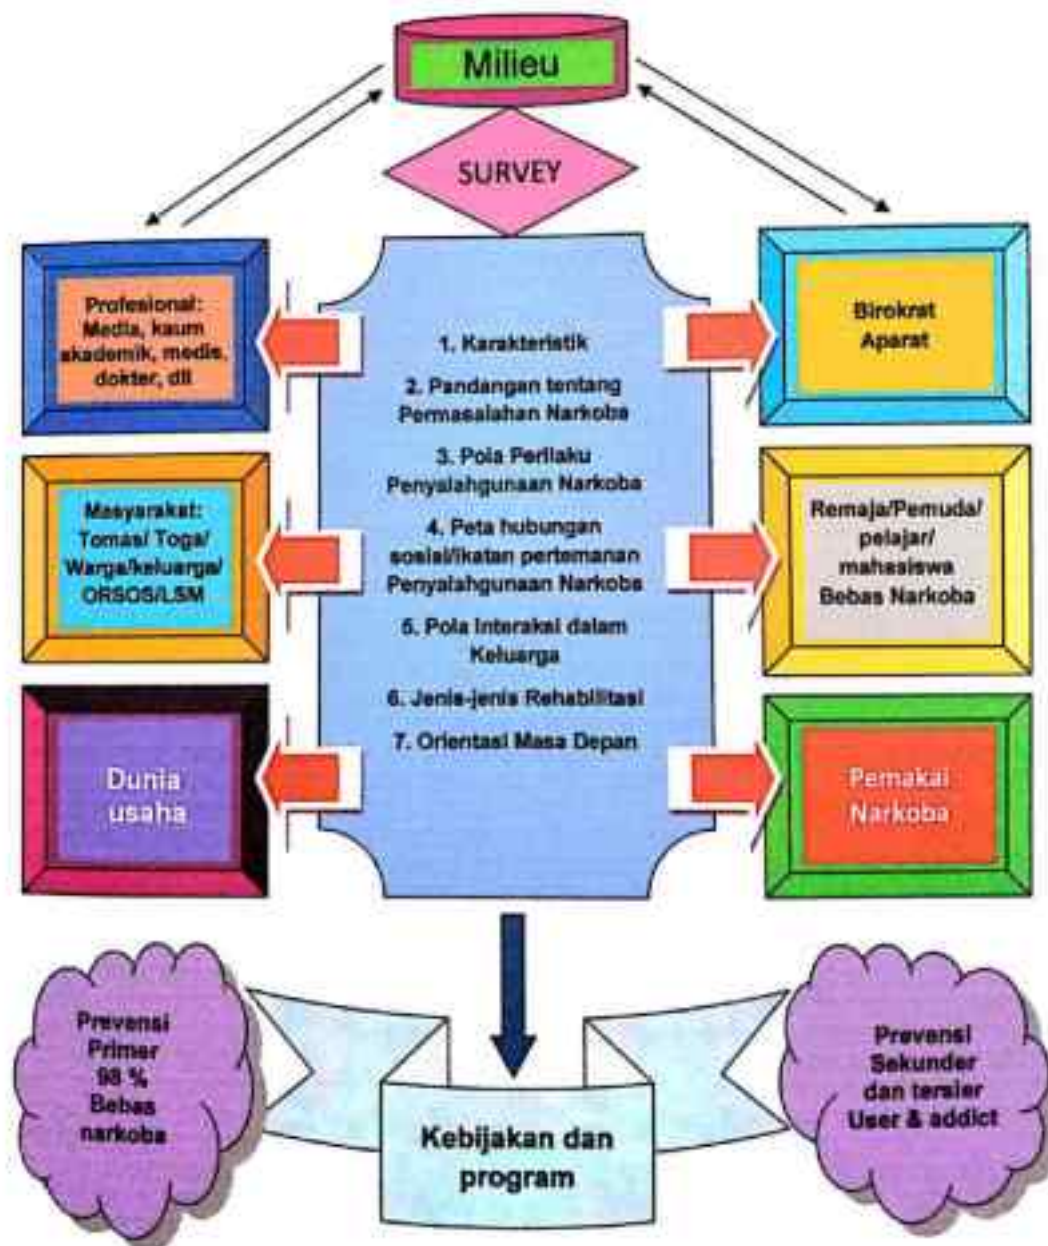 Milieu
SURVEY
Profesional:
Media, kaum
akademik, medis,
dokter, dll
Birokrat
Aparat
1. Karakteristik
2. Pandangan tentang
Permasalahan Narkoba
3. Pola Perilaku
Penyalahgunaan Narkoba
4. Peta hubungan
sosial/ikatan pertemanan
Penyalahgunaan Narkoba
5. Pola Interaksi dalam
Keluarga
6. Jenis-jenis Rehabilitasi
7. Orientasi Masa Depan
Masyarakat:
Tomas/ Toga/
Warga/keluarga/
ORSOS/LSM
Remaja/Pemuda/
pelajar/
mahasiswa
Bebas Narkoba
Dunia
usaha
Pemakai
Narkoba
Prevensi
Primer
98 %
Bebas
narkoba
Kebijakan dan
program
Prevensi
Sekunder
dan tersier
User & addict